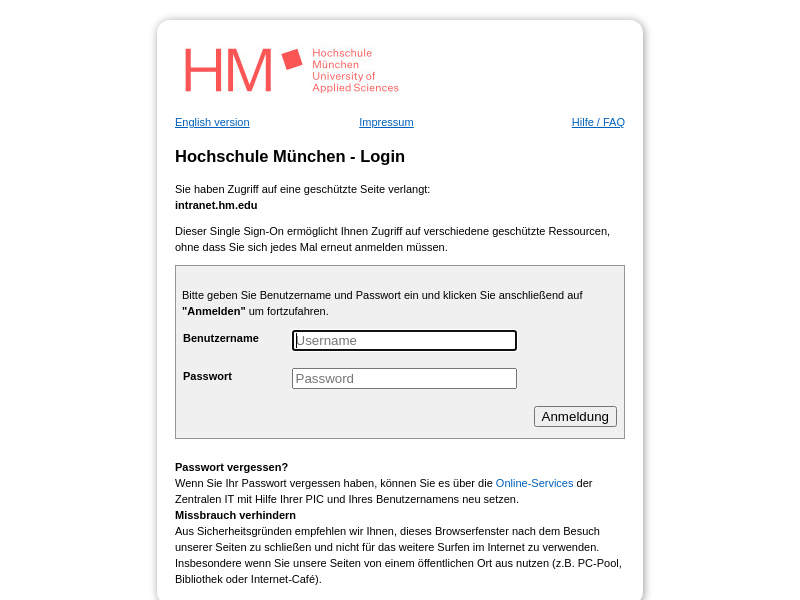 HM
Hochschule
München
University of
Applied Sciences
English version Impressum Hilfe / FAQ
Hochschule München - Login
Sie haben Zugriff auf eine geschützte Seite verlangt:
intranet.hm.edu
Dieser Single Sign-On ermöglicht Ihnen Zugriff auf verschiedene geschützte Ressourcen,
ohne dass Sie sich jedes Mal erneut anmelden müssen.
Bitte geben Sie Benutzername und Passwort ein und klicken Sie anschließend auf
"Anmelden" um fortzufahren.
Benutzername Username
Passwort Password
Anmeldung
Passwort vergessen?
Wenn Sie Ihr Passwort vergessen haben, können Sie es über die Online-Services der
Zentralen IT mit Hilfe Ihrer PIC und Ihres Benutzernamens neu setzen.
Missbrauch verhindern
Aus Sicherheitsgründen empfehlen wir Ihnen, dieses Browserfenster nach dem Besuch
unserer Seiten zu schließen und nicht für das weitere Surfen im Internet zu verwenden.
Insbesondere wenn Sie unsere Seiten von einem öffentlichen Ort aus nutzen (z.B. PC-Pool,
Bibliothek oder Internet-Café).